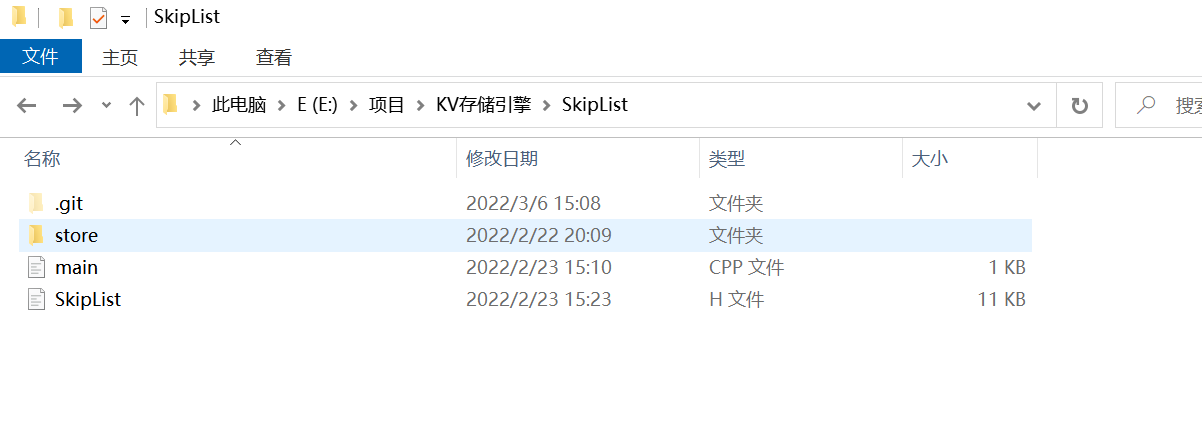 SkipList
文件 主页 共享 查看
此电脑 E (E:) 项目 KV存储引擎 SkipList 搜索
名称 修改日期 类型 大小
.git 2022/3/6 15:08 文件夹
store 2022/2/22 20:09 文件夹
main 2022/2/23 15:10 CPP 文件 1 KB
SkipList 2022/2/23 15:23 H 文件 11 KB